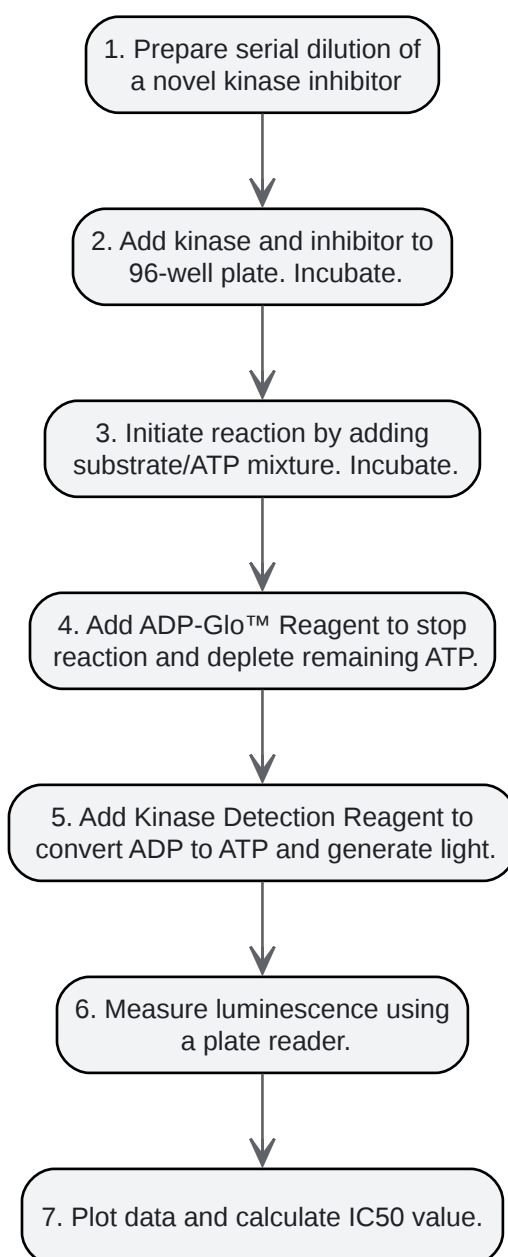 1. Prepare serial dilution of
a novel kinase inhibitor
2. Add kinase and inhibitor to
96-well plate. Incubate.
3. Initiate reaction by adding
substrate/ATP mixture. Incubate.
4. Add ADP-Glo™ Reagent to stop
reaction and deplete remaining ATP.
5. Add Kinase Detection Reagent to
convert ADP to ATP and generate light.
6. Measure luminescence using
a plate reader.
7. Plot data and calculate IC50 value.